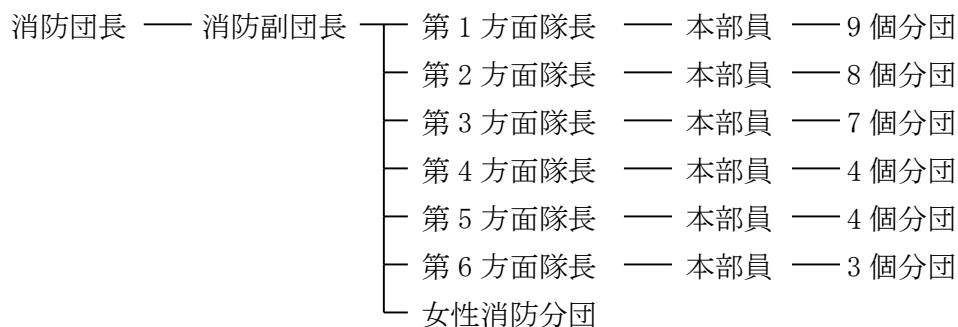 消防団長 消防副団長 第1方面隊長 本部員 9個分団
第2方面隊長 本部員 8個分団
第3方面隊長 本部員 7個分団
第4方面隊長 本部員 4個分団
第5方面隊長 本部員 4個分団
第6方面隊長 本部員 3個分団
女性消防分団